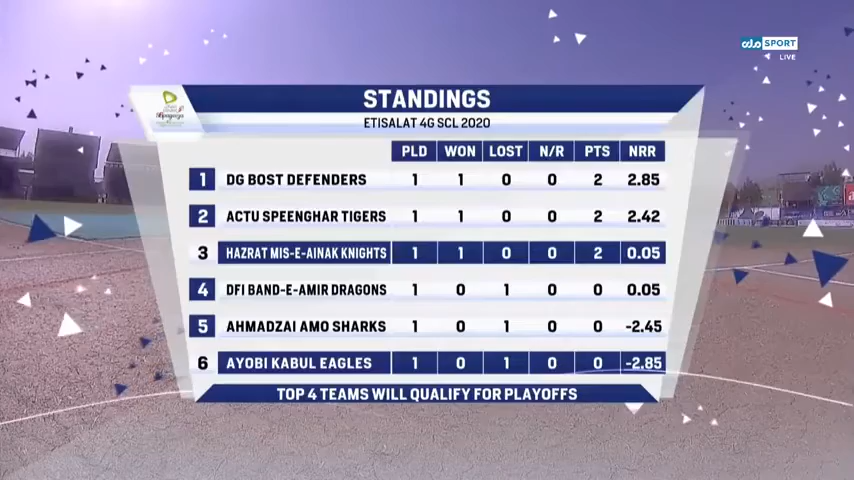 SPORT
LIVE
STANDINGS
ETISALAT 4G SCL 2020
PLD WON LOST N/R PTS NRR
1 DG BOST DEFENDERS 1 1 0 0 2 2.85
2 ACTU SPEENGHAR TIGERS 1 1 0 0 2 2.42
3 HAZRAT MIS-E-AINAK KNIGHTS 1 1 0 0 2 0.05
4 DFI BAND-E-AMIR DRAGONS 1 0 1 0 0 0.05
5 AHMADZAI AMO SHARKS 1 0 1 0 0 -2.45
6 AYOBI KABUL EAGLES 1 0 1 0 0 -2.85
TOP 4 TEAMS WILL QUALIFY FOR PLAYOFFS